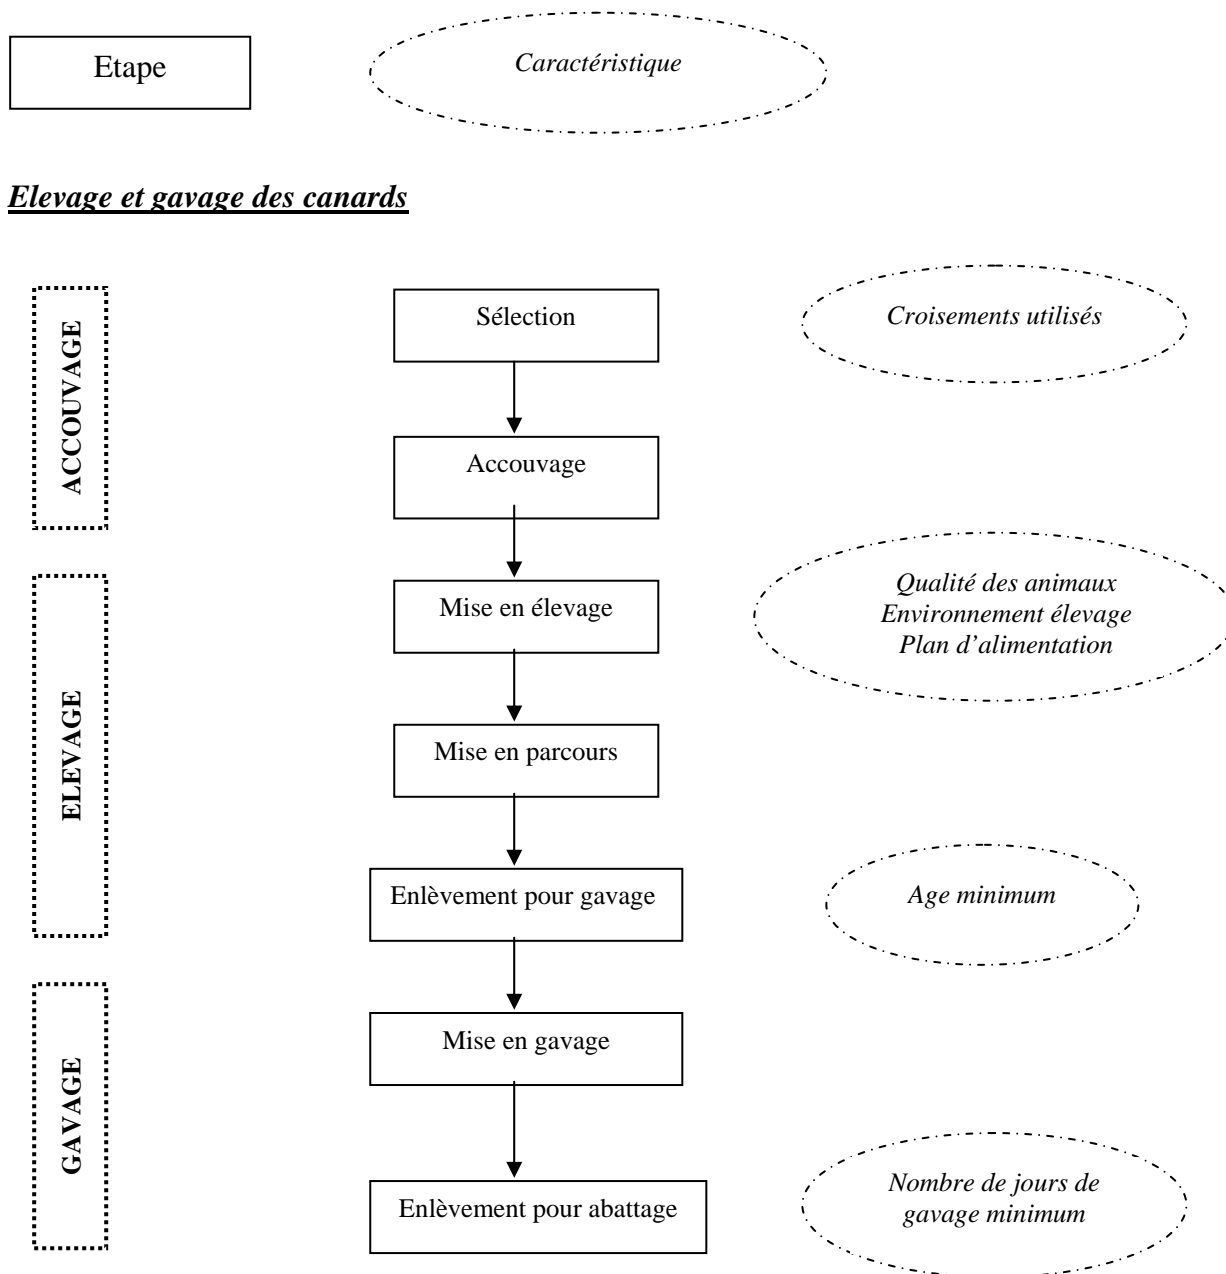 Etape
Caractéristique
Elevage et gavage des canards
ACCOUVAGE
Sélection
Croisements utilisés
Accouvage
ELEVAGE
Mise en élevage
Qualité des animaux
Environnement élevage
Plan d’alimentation
Mise en parcours
Enlèvement pour gavage
Age minimum
GAVAGE
Mise en gavage
Enlèvement pour abattage
Nombre de jours de
gavage minimum